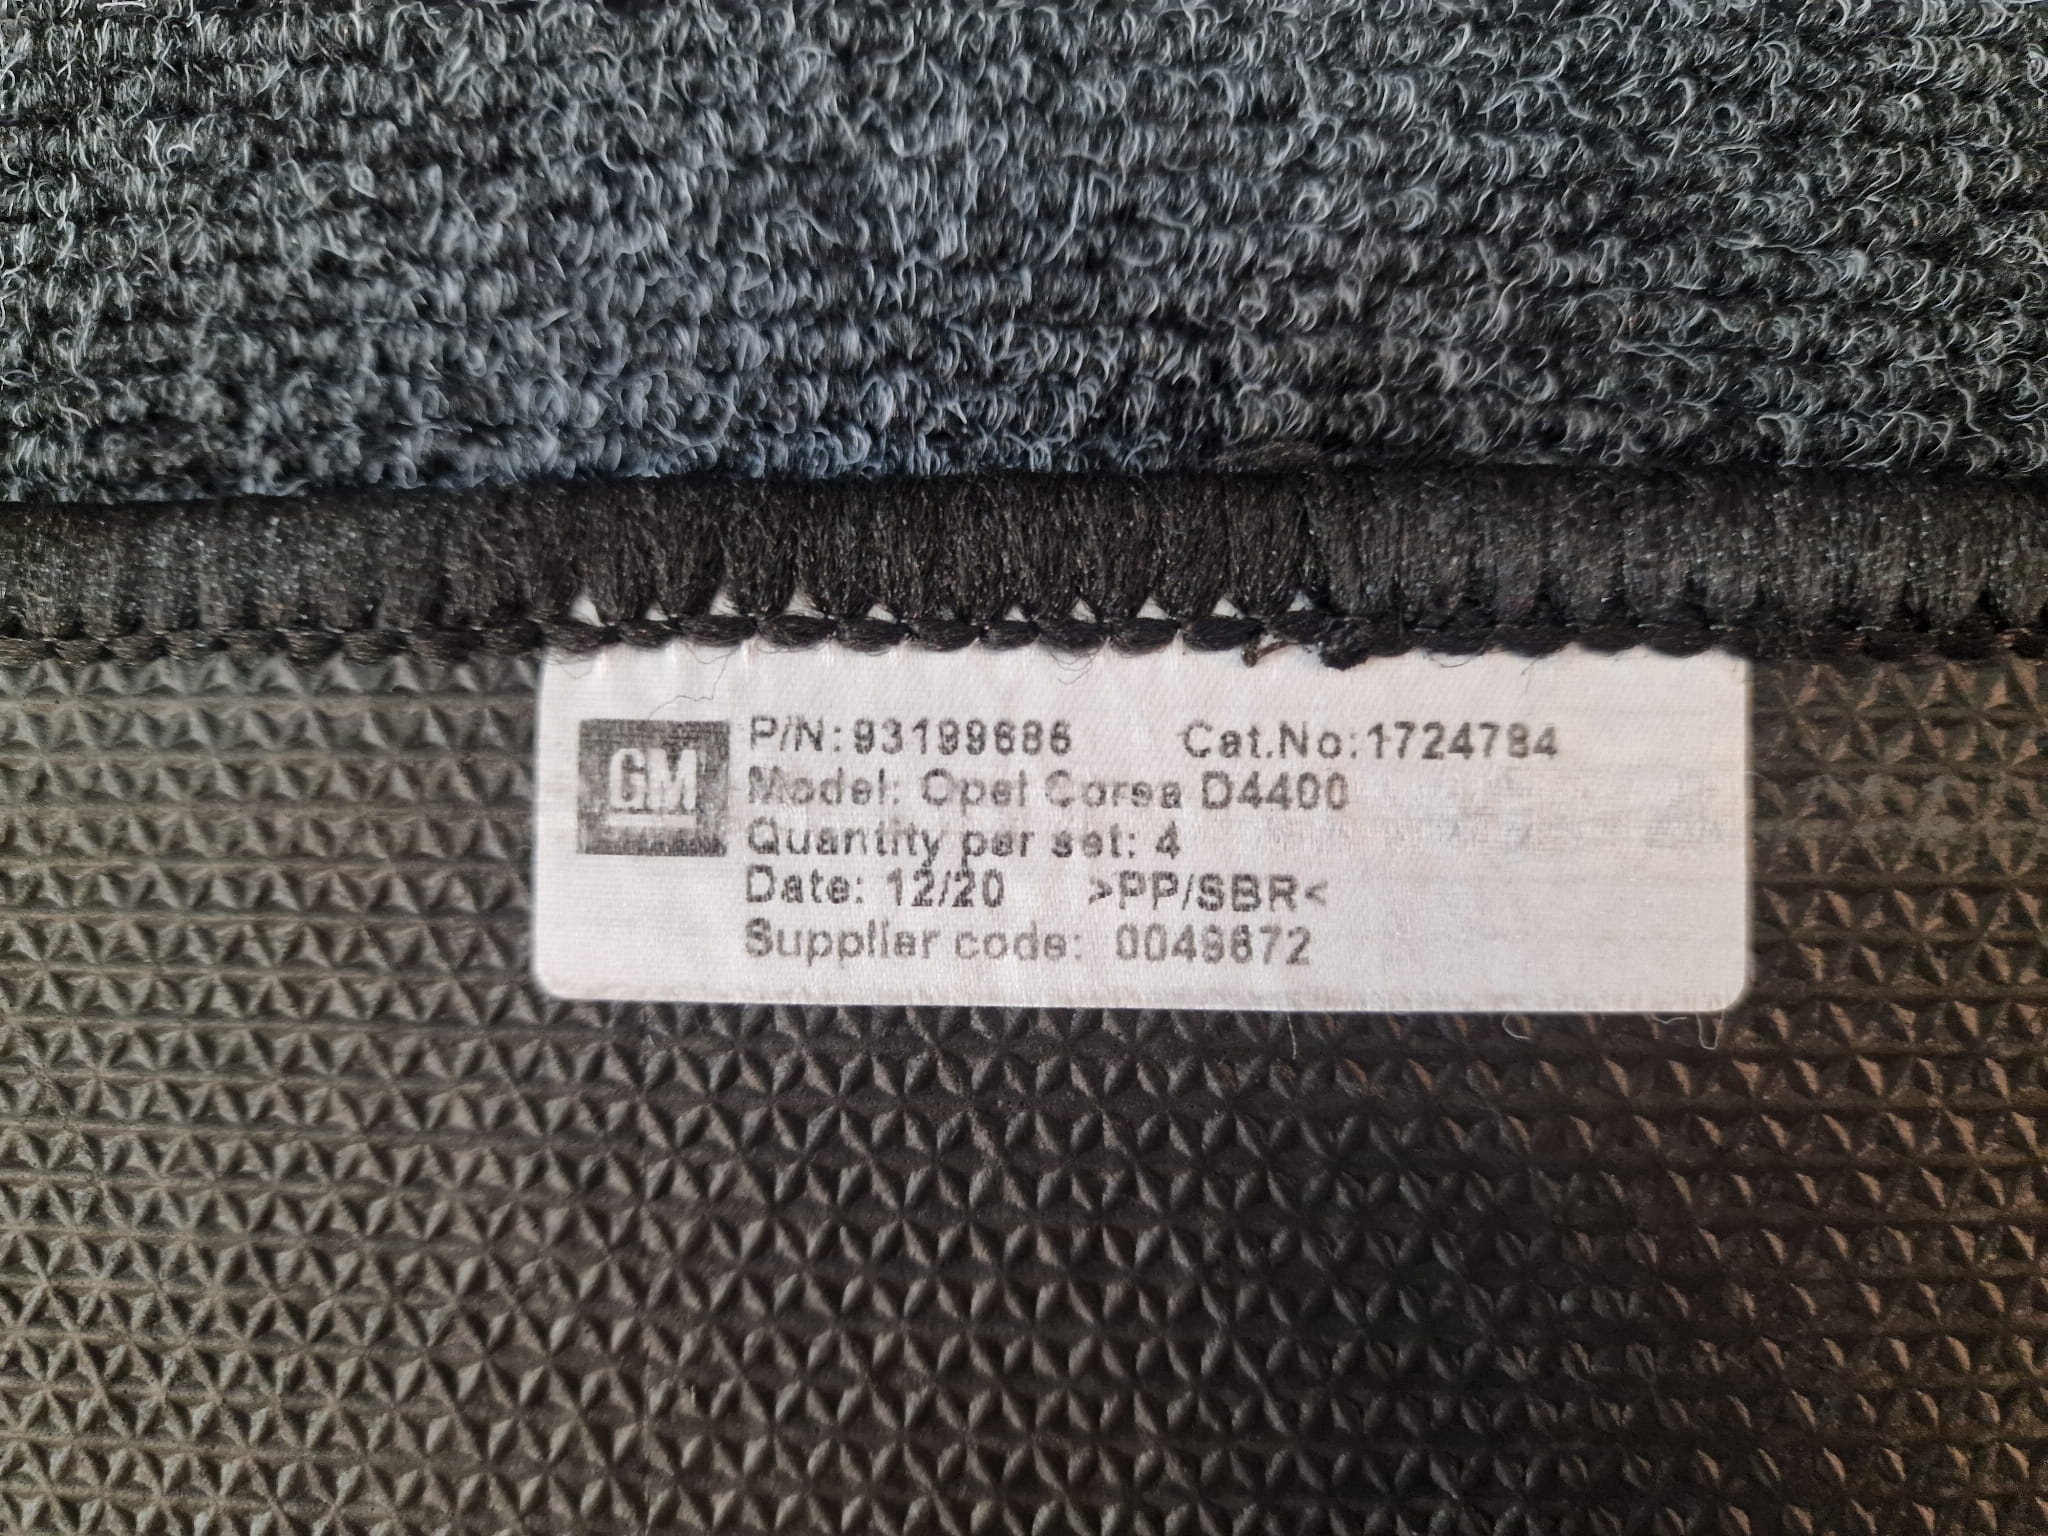 GM
P/N: 93199686 Cat.No: 1724784
Model: Opel Corsa D4400
Quantity per set: 4
Date: 12/20 >PP/SBR<
Supplier code: 0049872